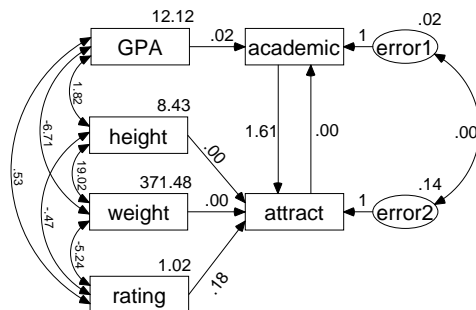 12.12
.02
GPA
.02
academic
1
error1
1.82
8.43
height
.00
1.61
.00
.00
-6.71
.53
19.02
371.48
.14
weight
.00
attract
1
error2
-.47
-5.24
1.02
.18
rating